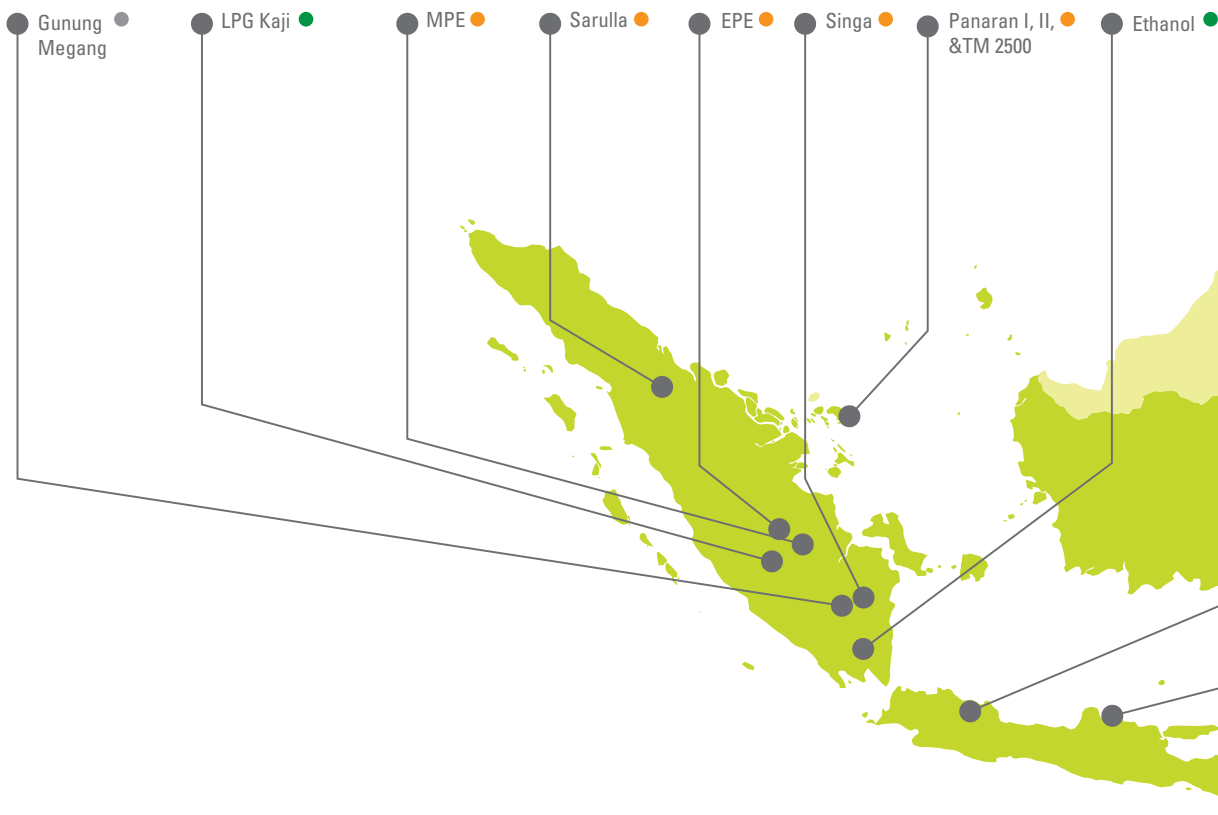 Gunung
Megang
LPG Kaji
MPE
Sarulla
EPE
Singa
Panaran I, II,
&TM 2500
Ethanol